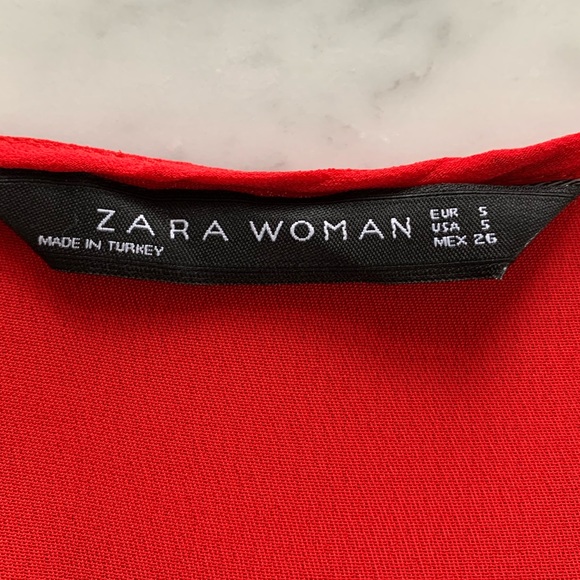 ZARA WOMAN
MADE IN TURKEY
EUR S
USA S
MEX 26